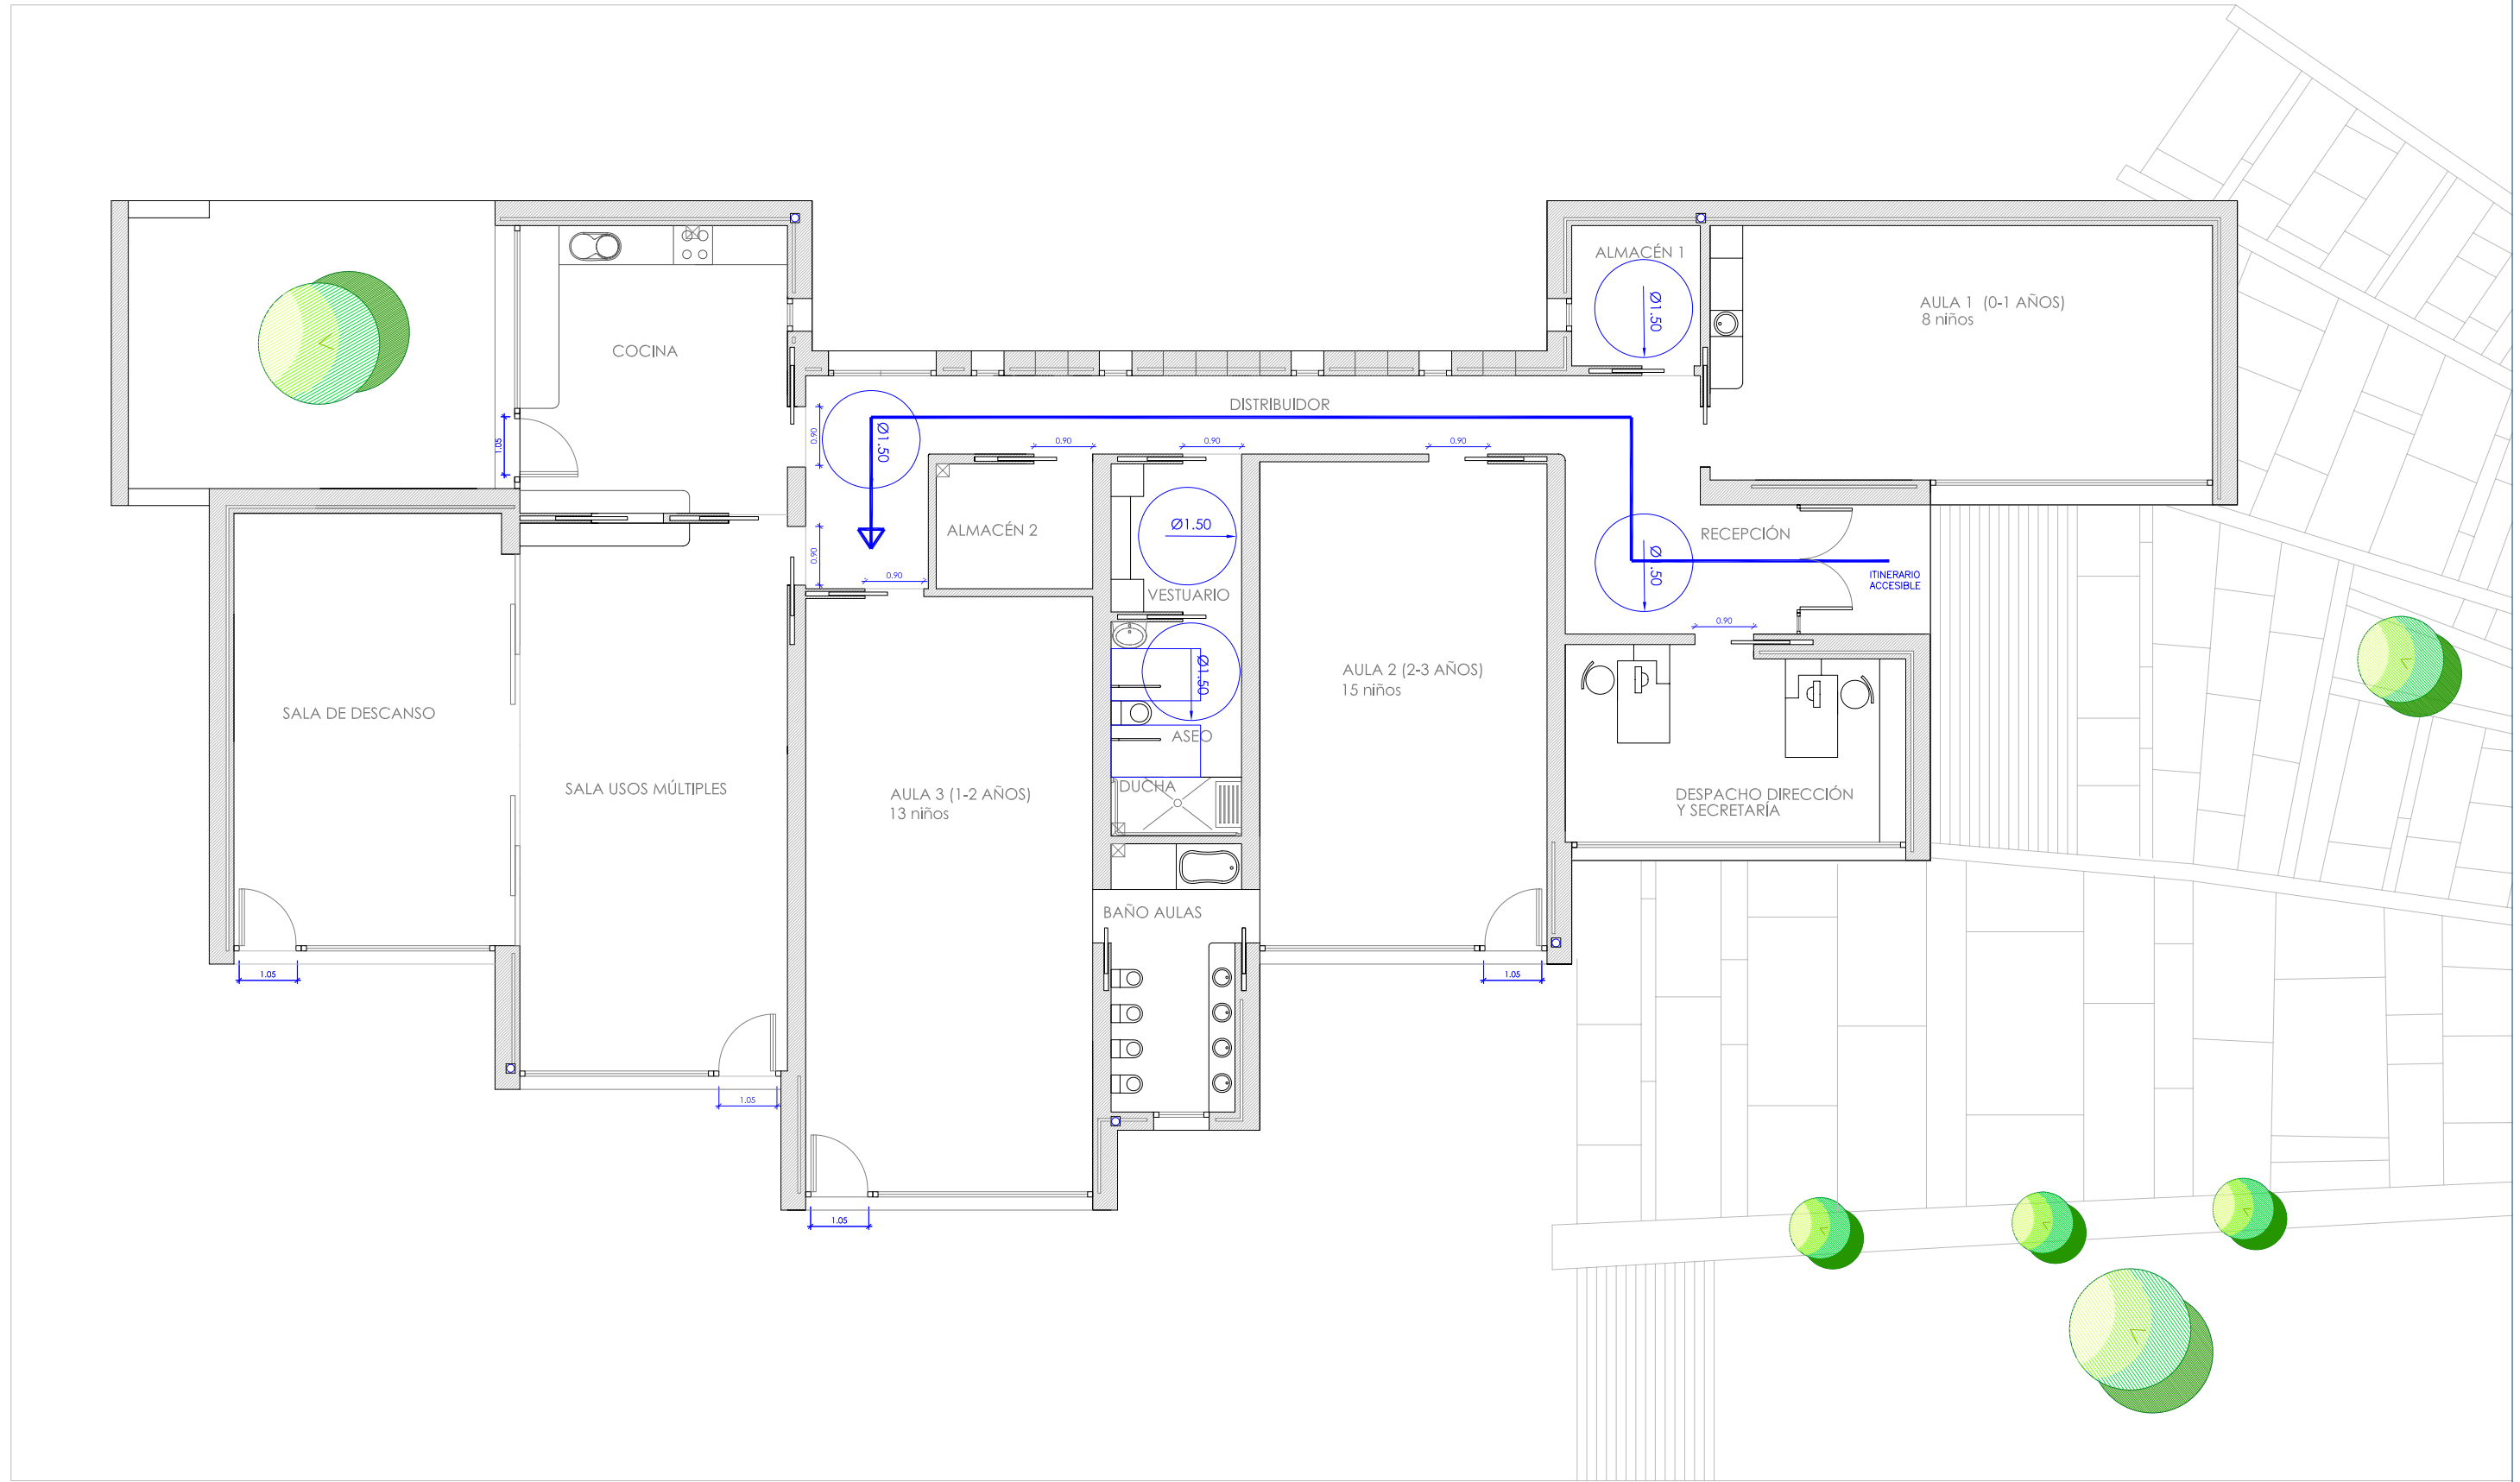 ALMACÉN 1
Ø1.50
AULA 1 (0-1 AÑOS)
8 niños
COCINA
1.05
DISTRIBUIDOR
Ø1.50
0.90
0.90
0.90
0.90
0.90
0.90
ALMACÉN 2
Ø1.50
VESTUARIO
RECEPCIÓN
Ø1.50
ITINERARIO
ACCESIBLE
0.90
SALA DE DESCANSO
SALA USOS MÚLTIPLES
AULA 3 (1-2 AÑOS)
13 niños
Ø1.50
ASEO
DUCHA
AULA 2 (2-3 AÑOS)
15 niños
DESPACHO DIRECCIÓN
Y SECRETARÍA
BAÑO AULAS
1.05
1.05
1.05
1.05